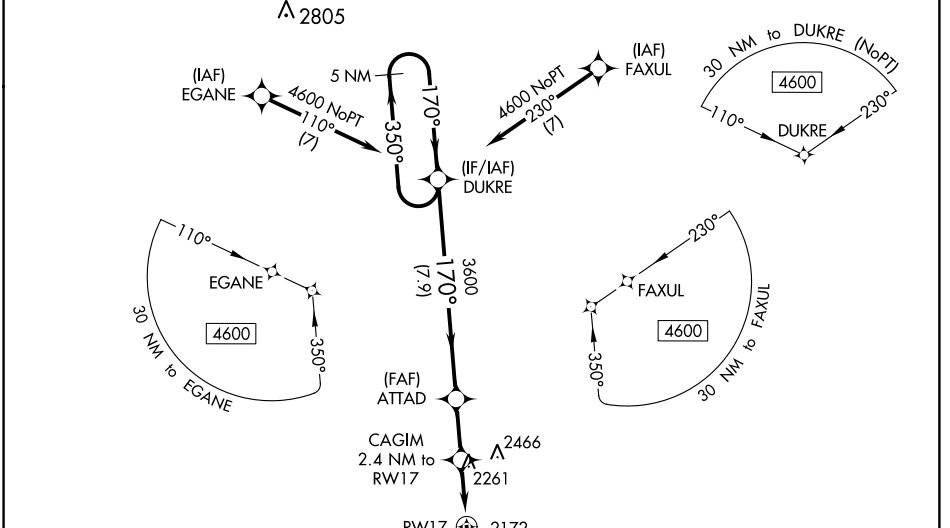 2805
(IAF)
EGANE
4600 NoPT
110°
(7)
5 NM
350°
170°
(IAF)
FAXUL
4600 NoPT
230°
(7)
(IF/IAF)
DUKRE
30 NM to DUKRE (NoPT)
4600
110°
230°
DUKRE
3600
170°
(7.9)
110°
EGANE
4600
350°
30 NM to EGANE
230°
FAXUL
4600
350°
30 NM to FAXUL
(FAF)
ATTAD
CAGIM
2.4 NM to
RW17
2466
2261
RW17
2172